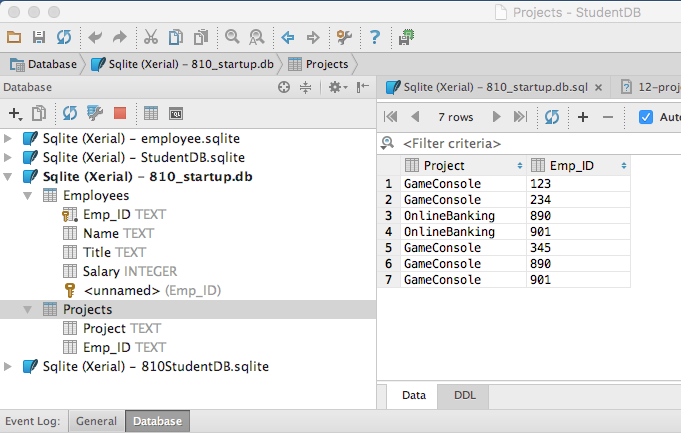 Projects - StudentDB
Database Sqlite (Xerial) – 810_startup.db Projects
Database
Sqlite (Xerial) – employee.sqlite
Sqlite (Xerial) – StudentDB.sqlite
Sqlite (Xerial) – 810_startup.db
Employees
Emp_ID TEXT
Name TEXT
Title TEXT
Salary INTEGER
<unnamed> (Emp_ID)
Projects
Project TEXT
Emp_ID TEXT
Sqlite (Xerial) – 810StudentDB.sqlite
Sqlite (Xerial) – 810_startup.db.sql 12-proj
7 rows Auto
<Filter criteria>
Project Emp_ID
1 GameConsole 123
2 GameConsole 234
3 OnlineBanking 890
4 OnlineBanking 901
5 GameConsole 345
6 GameConsole 890
7 GameConsole 901
Data DDL
Event Log: General Database